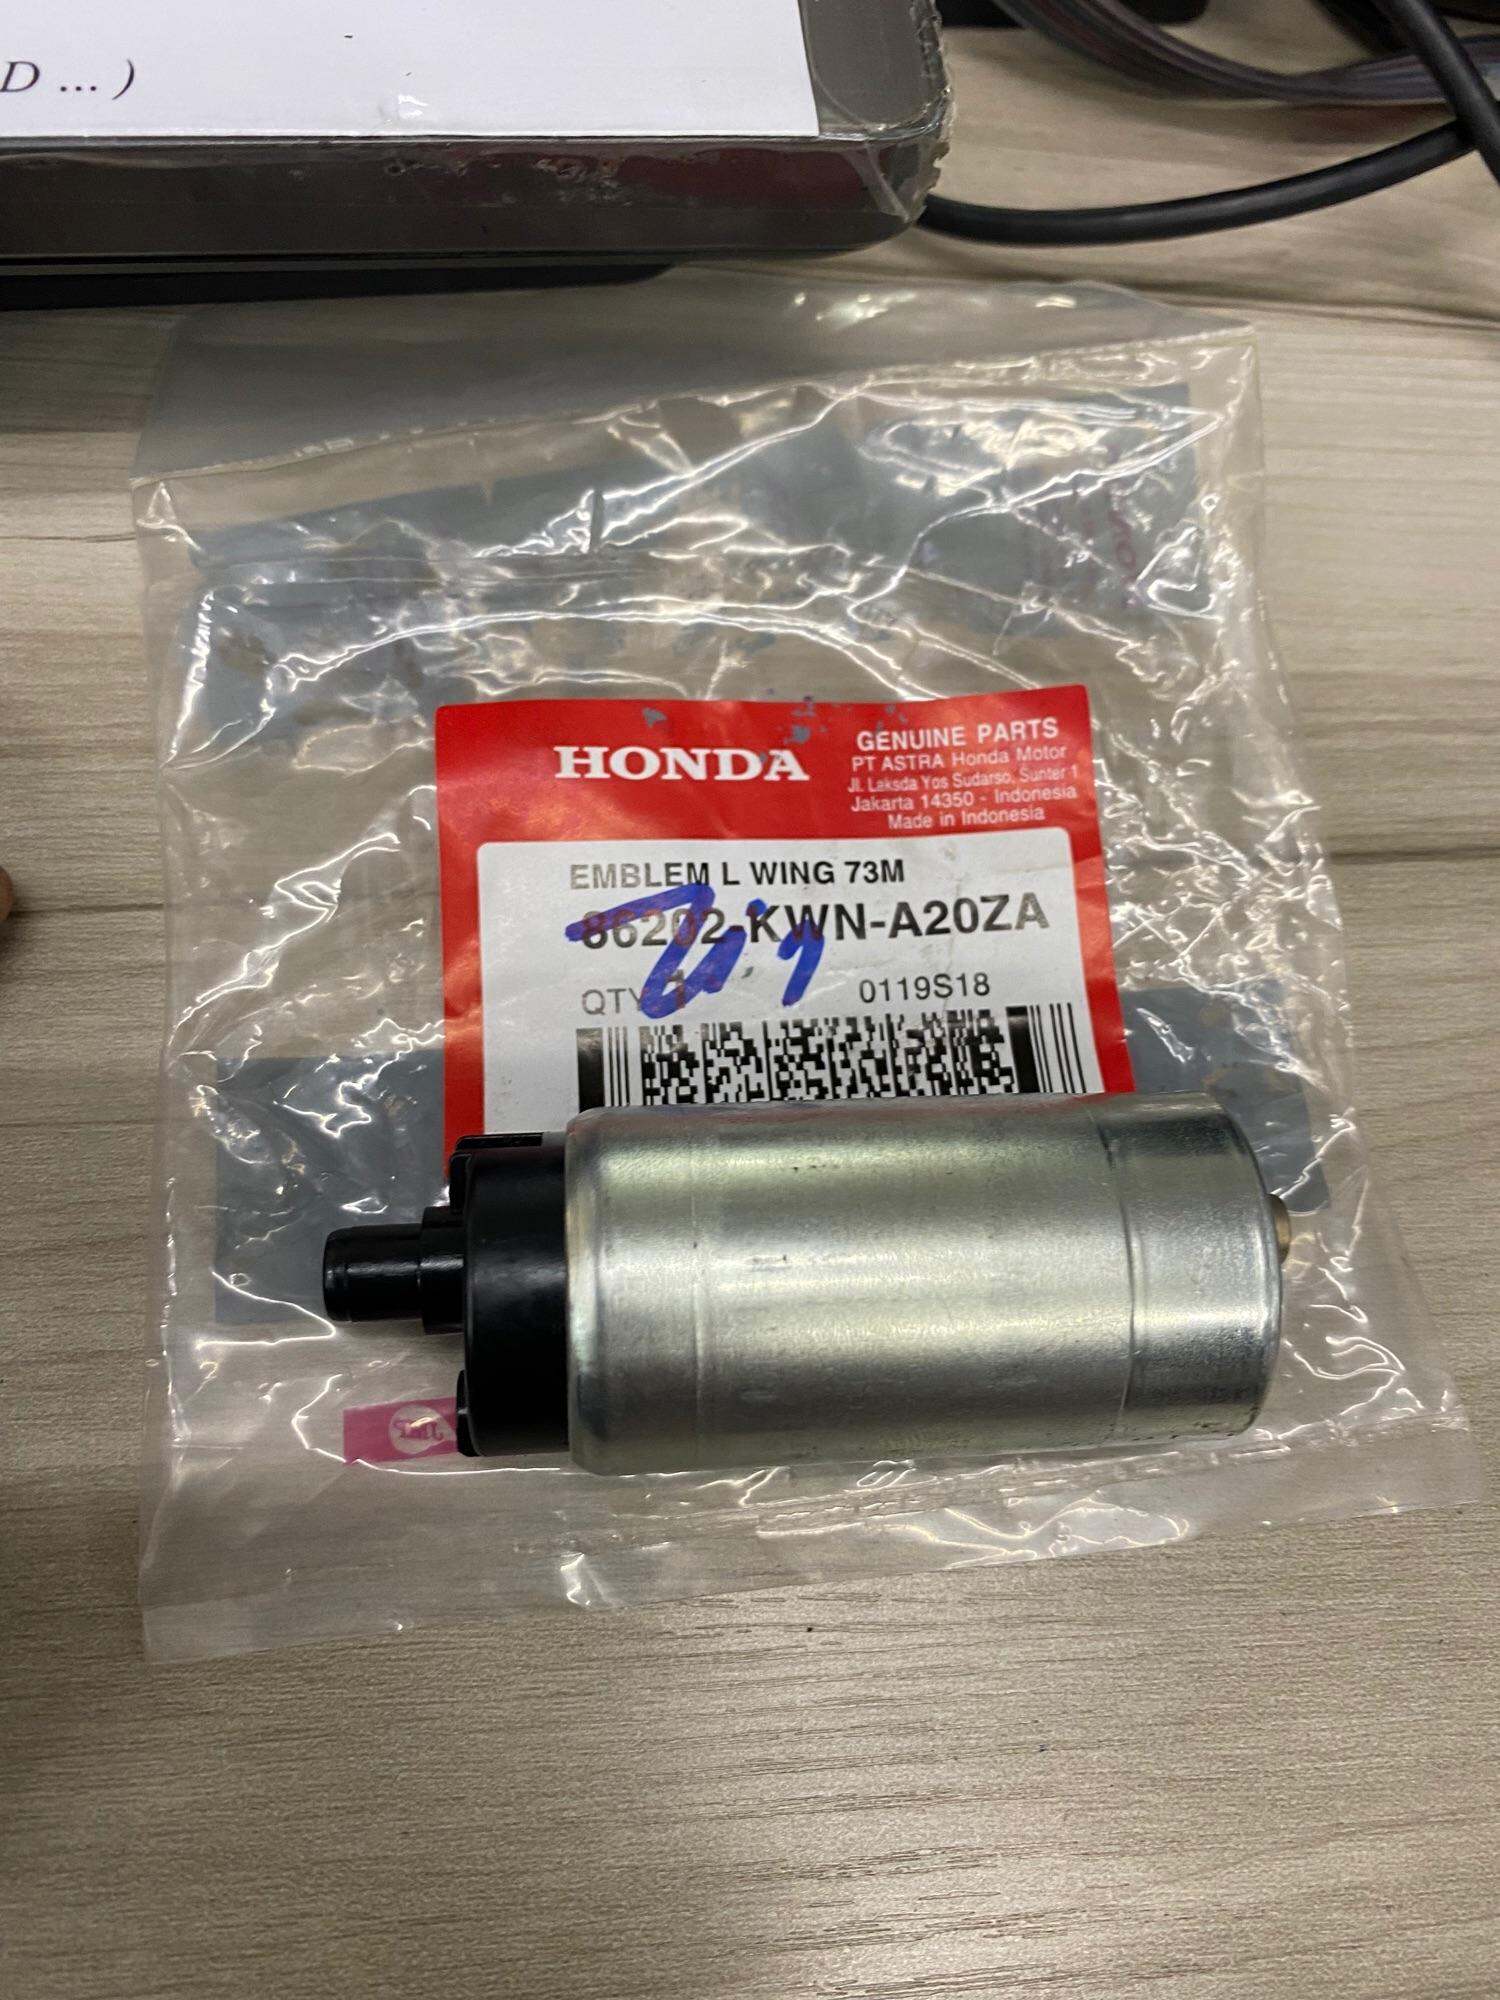 D ... )
HONDA
GENUINE PARTS
PT ASTRA Honda Motor
Jl. Laksda Yos Sudarso, Sunter 1
Jakarta 14350 - Indonesia
Made in Indonesia
EMBLEM L WING 73M
86202-KWN-A20ZA
QTY 1
0119S18